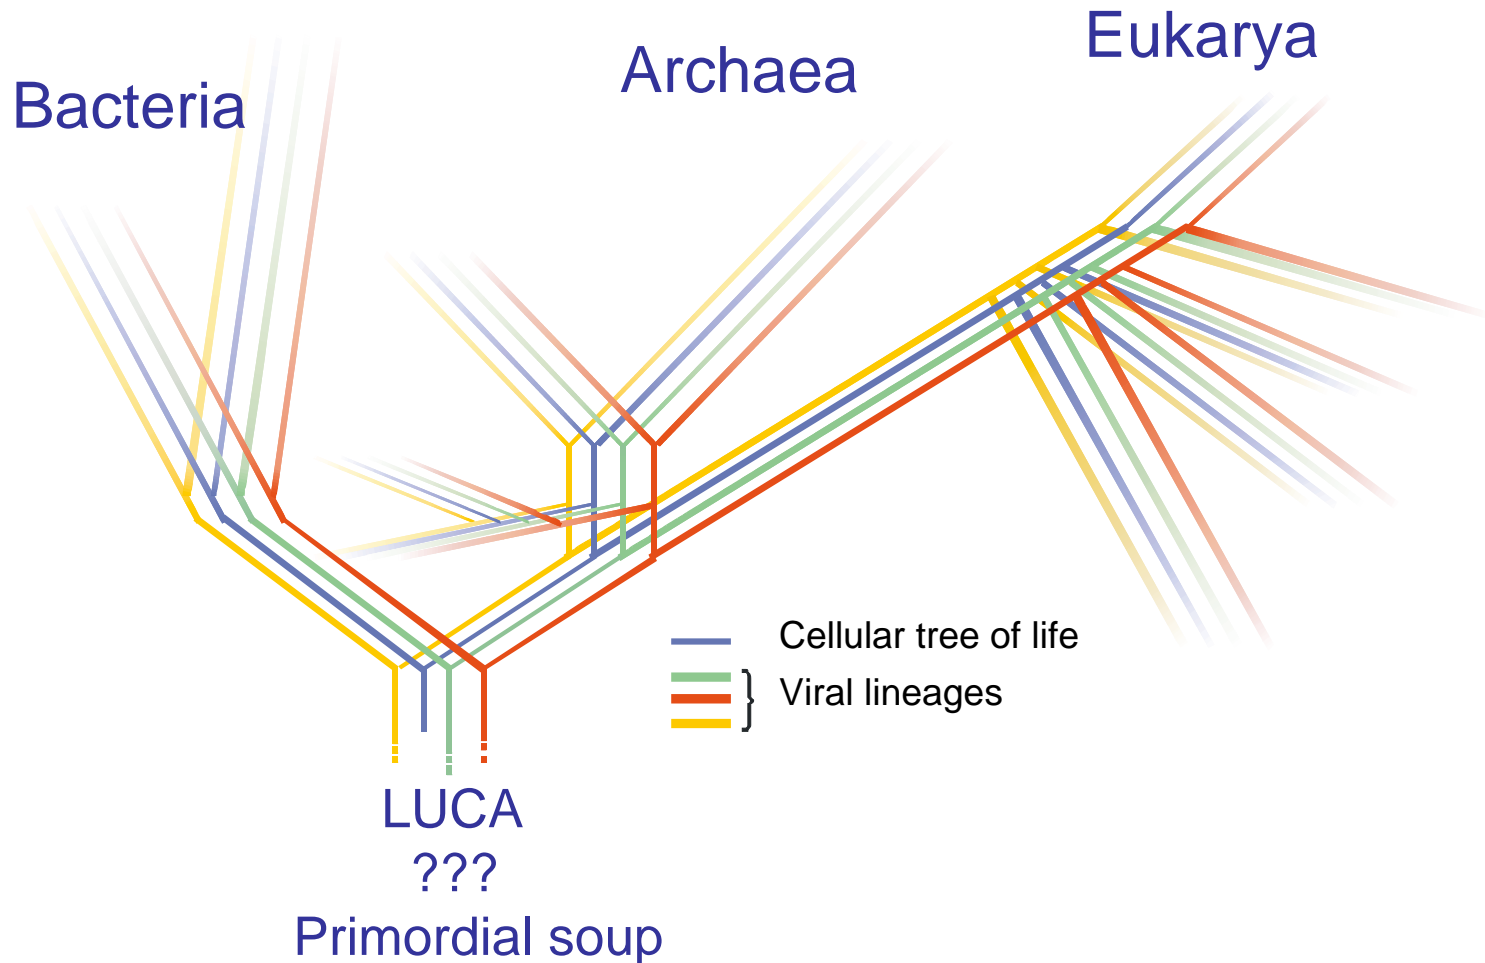 Eukarya
Archaea
Bacteria
Cellular tree of life
Viral lineages
LUCA
???
Primordial soup